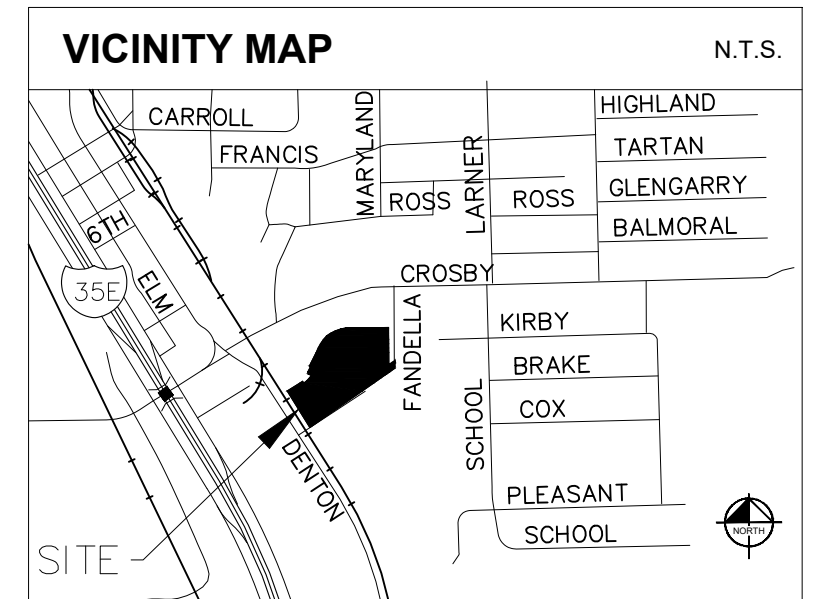 VICINITY MAP
N.T.S.
CARROLL
MARYLAND
HIGHLAND
FRANCIS
LARNER
TARTAN
ROSS
ROSS
GLENGARRY
6TH
BALMORAL
35E
ELM
CROSBY
FANDELLA
KIRBY
BRAKE
SCHOOL
COX
DENTON
PLEASANT
SCHOOL
NORTH
SITE